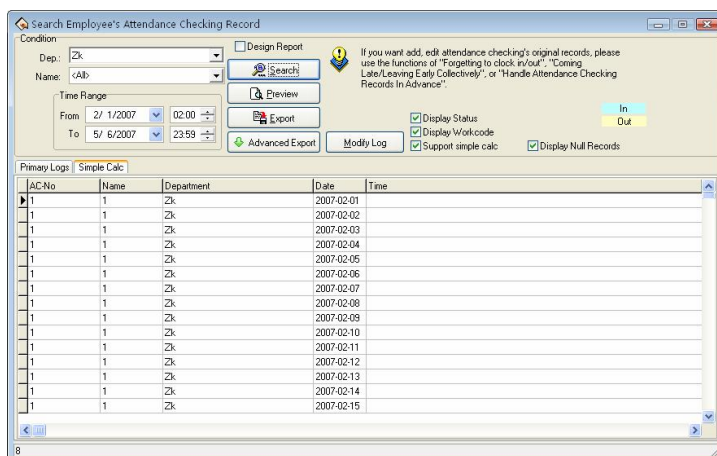 Search Employee's Attendance Checking Record
Condition
Dep.: Zk
Name: <All>
Time Range
From 2/ 1/2007 02:00
To 5/ 6/2007 23:59
Design Report
Search
Preview
Export
Advanced Export
Modify Log
If you want add, edit attendance checking's original records, please
use the functions of "Forgetting to clock in/out", "Coming
Late/Leaving Early Collectively", or "Handle Attendance Checking
Records In Advance".
In
Out
Display Status
Display Workcode
Support simple calc
Display Null Records
Primary Logs Simple Calc
AC-No Name Department Date Time
1 1 Zk 2007-02-01
1 1 Zk 2007-02-02
1 1 Zk 2007-02-03
1 1 Zk 2007-02-04
1 1 Zk 2007-02-05
1 1 Zk 2007-02-06
1 1 Zk 2007-02-07
1 1 Zk 2007-02-08
1 1 Zk 2007-02-09
1 1 Zk 2007-02-10
1 1 Zk 2007-02-11
1 1 Zk 2007-02-12
1 1 Zk 2007-02-13
1 1 Zk 2007-02-14
1 1 Zk 2007-02-15
8